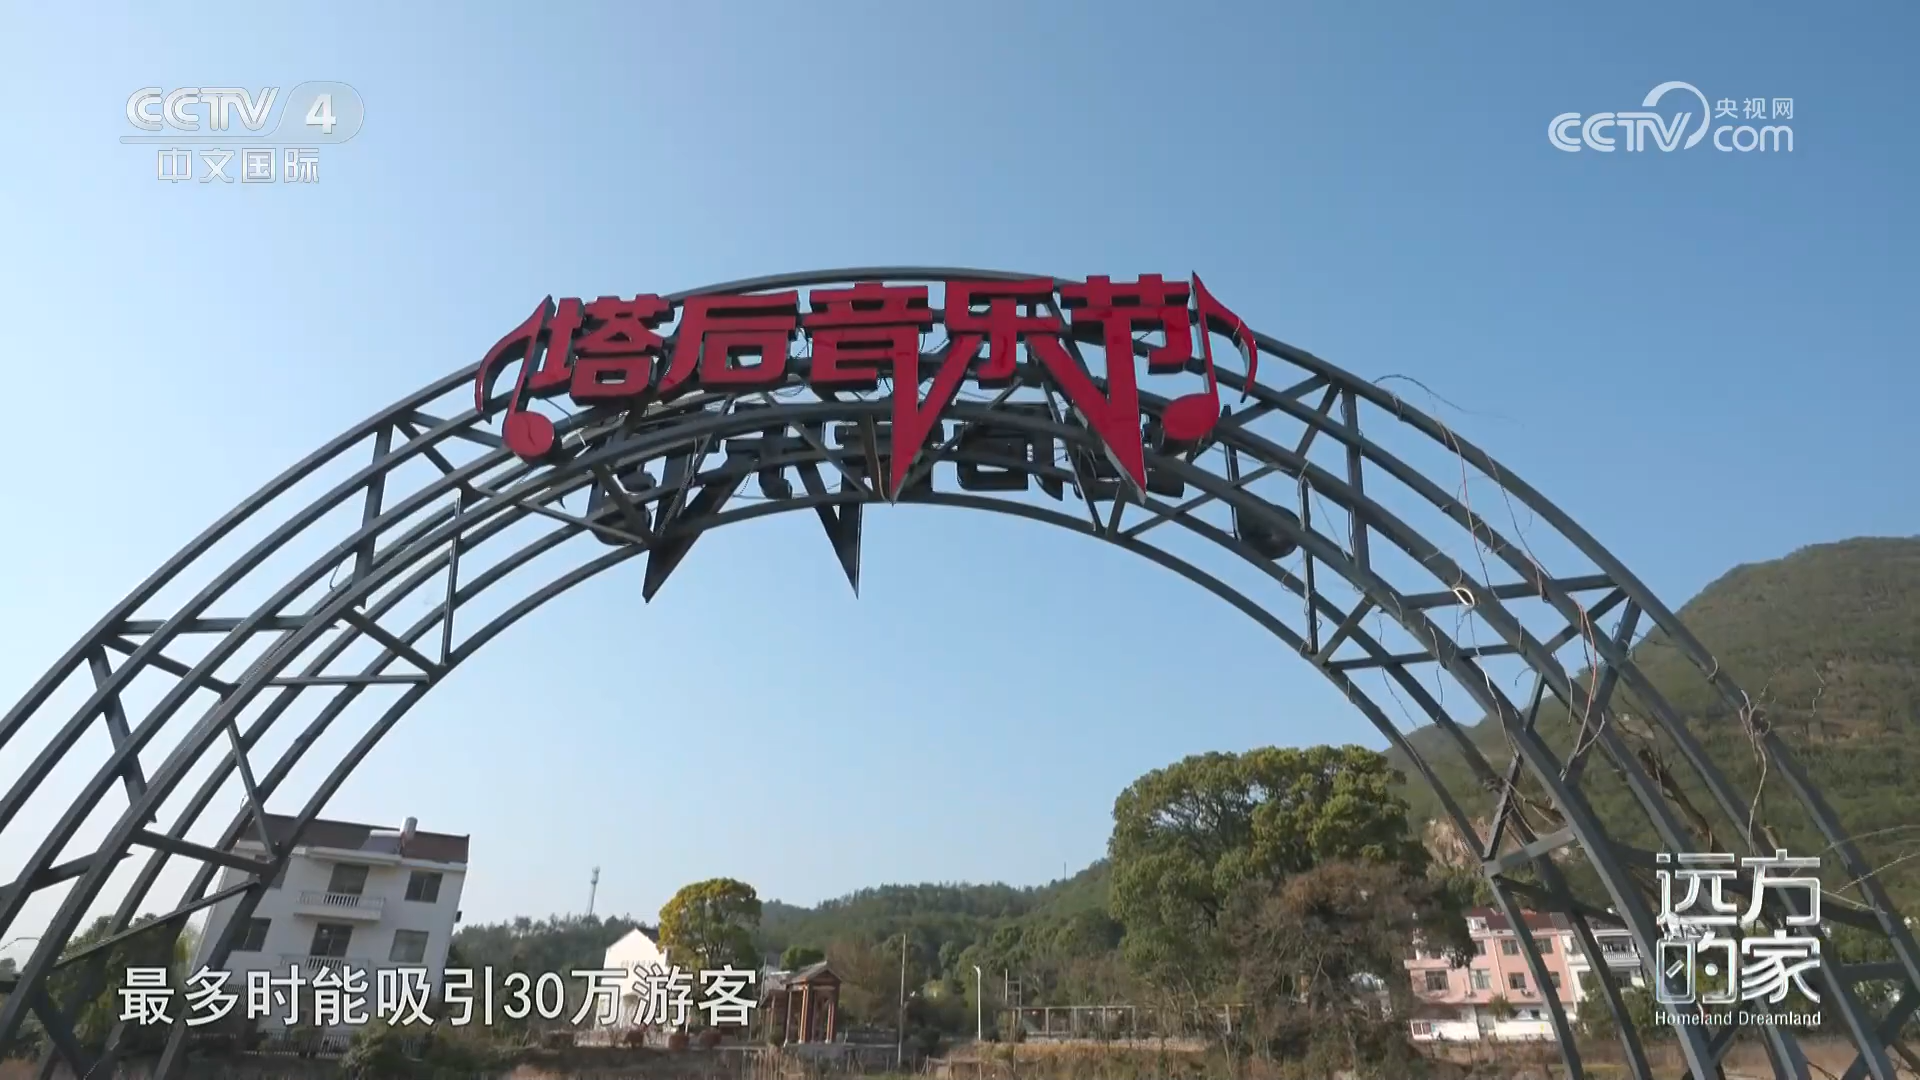 CCTV 4
中文国际
央视网
CCTV com
塔后音乐节
远方
的家
Homeland Dreamland
最多时能吸引30万游客